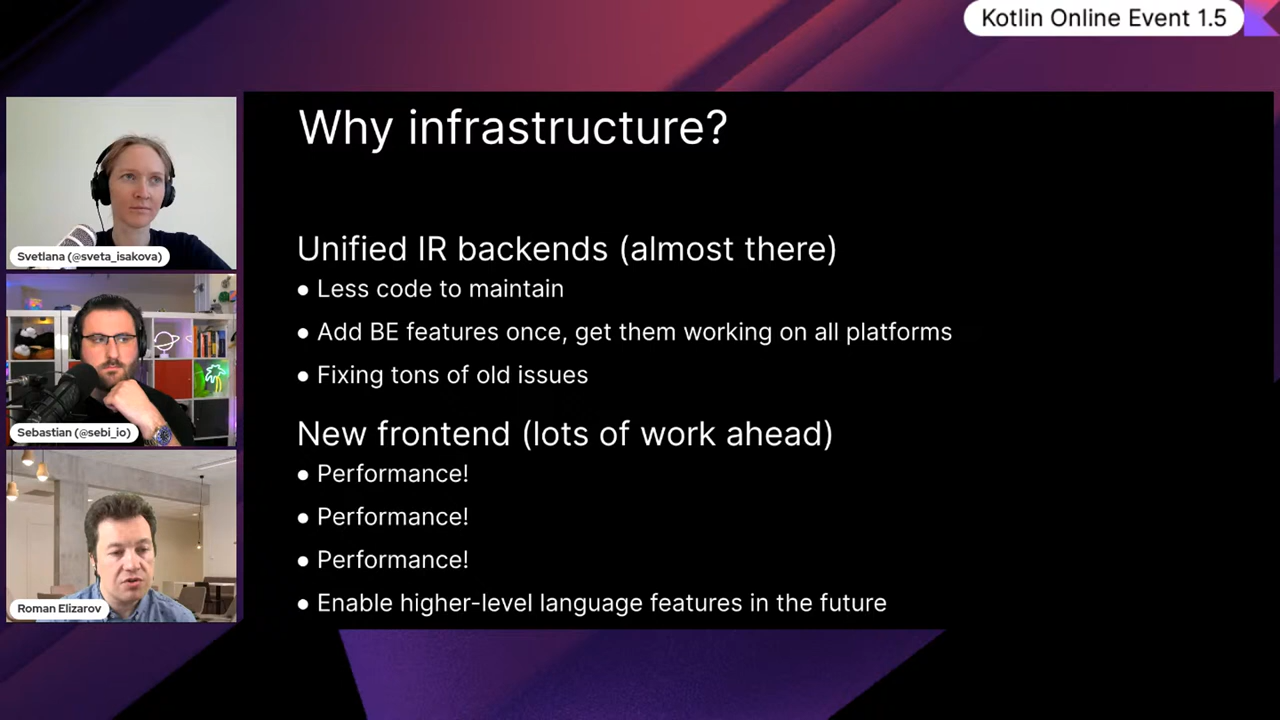 Kotlin Online Event 1.5
Why infrastructure?
Unified IR backends (almost there)
● Less code to maintain
● Add BE features once, get them working on all platforms
● Fixing tons of old issues
New frontend (lots of work ahead)
● Performance!
● Performance!
● Performance!
● Enable higher-level language features in the future
Svetlana (@sveta_isakova)
Sebastian (@sebi_io)
Roman Elizarov